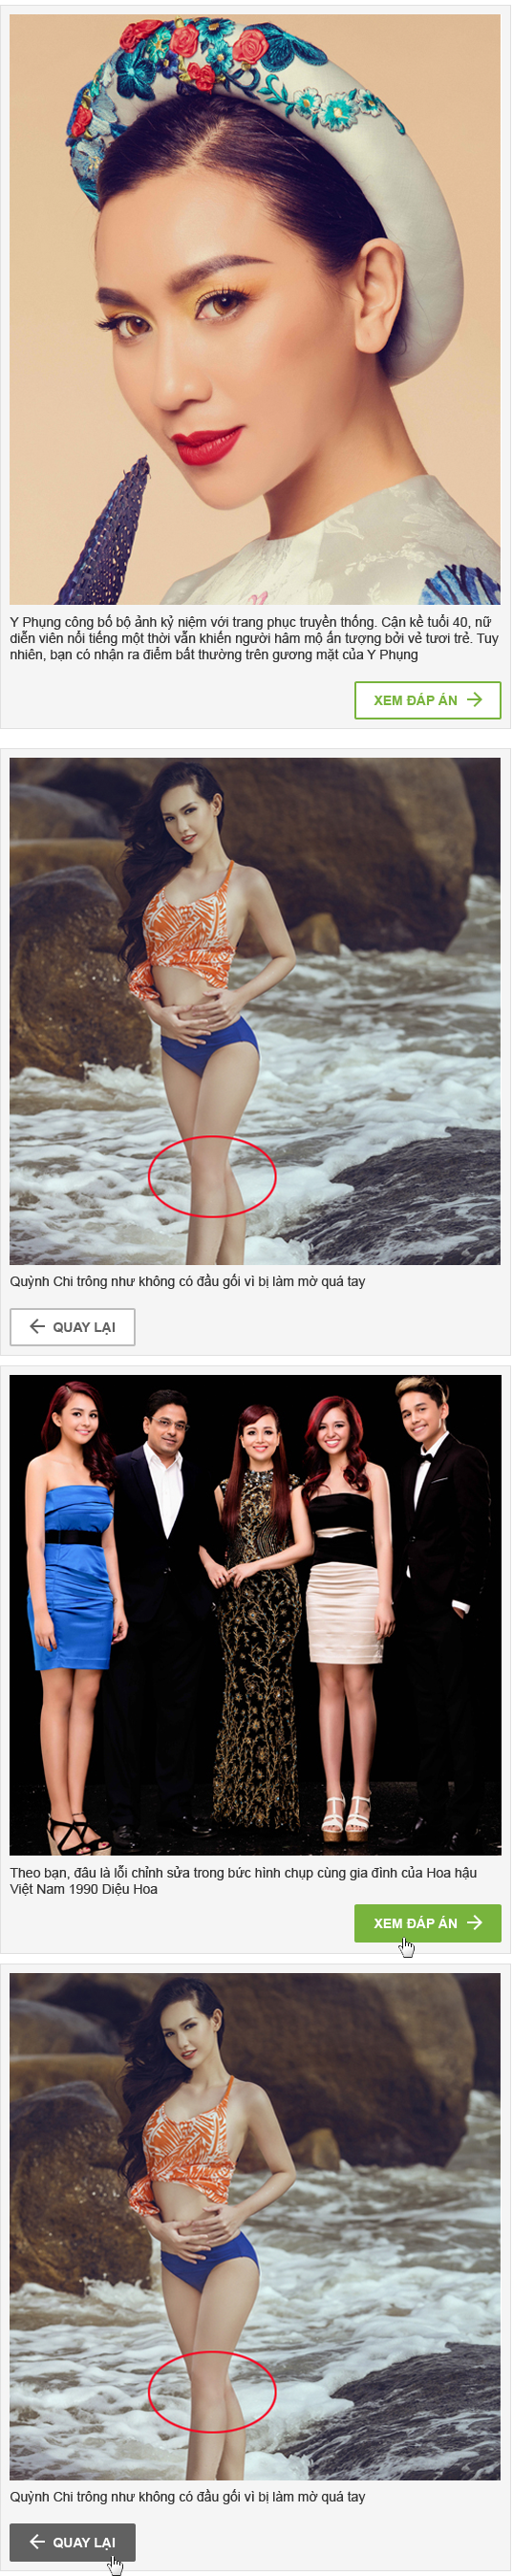 Y Phụng công bố bộ ảnh kỷ niệm với trang phục truyền thống. Cận kề tuổi 40, nữ
diễn viên nổi tiếng một thời vẫn khiến người hâm mộ ấn tượng bởi vẻ tươi trẻ. Tuy
nhiên, bạn có nhận ra điểm bất thường trên gương mặt của Y Phụng
XEM ĐÁP ÁN
Quỳnh Chi trông như không có đầu gối vì bị làm mờ quá tay
QUAY LẠI
Theo bạn, đâu là lỗi chỉnh sửa trong bức hình chụp cùng gia đình của Hoa hậu
Việt Nam 1990 Diệu Hoa
XEM ĐÁP ÁN
Quỳnh Chi trông như không có đầu gối vì bị làm mờ quá tay
QUAY LẠI